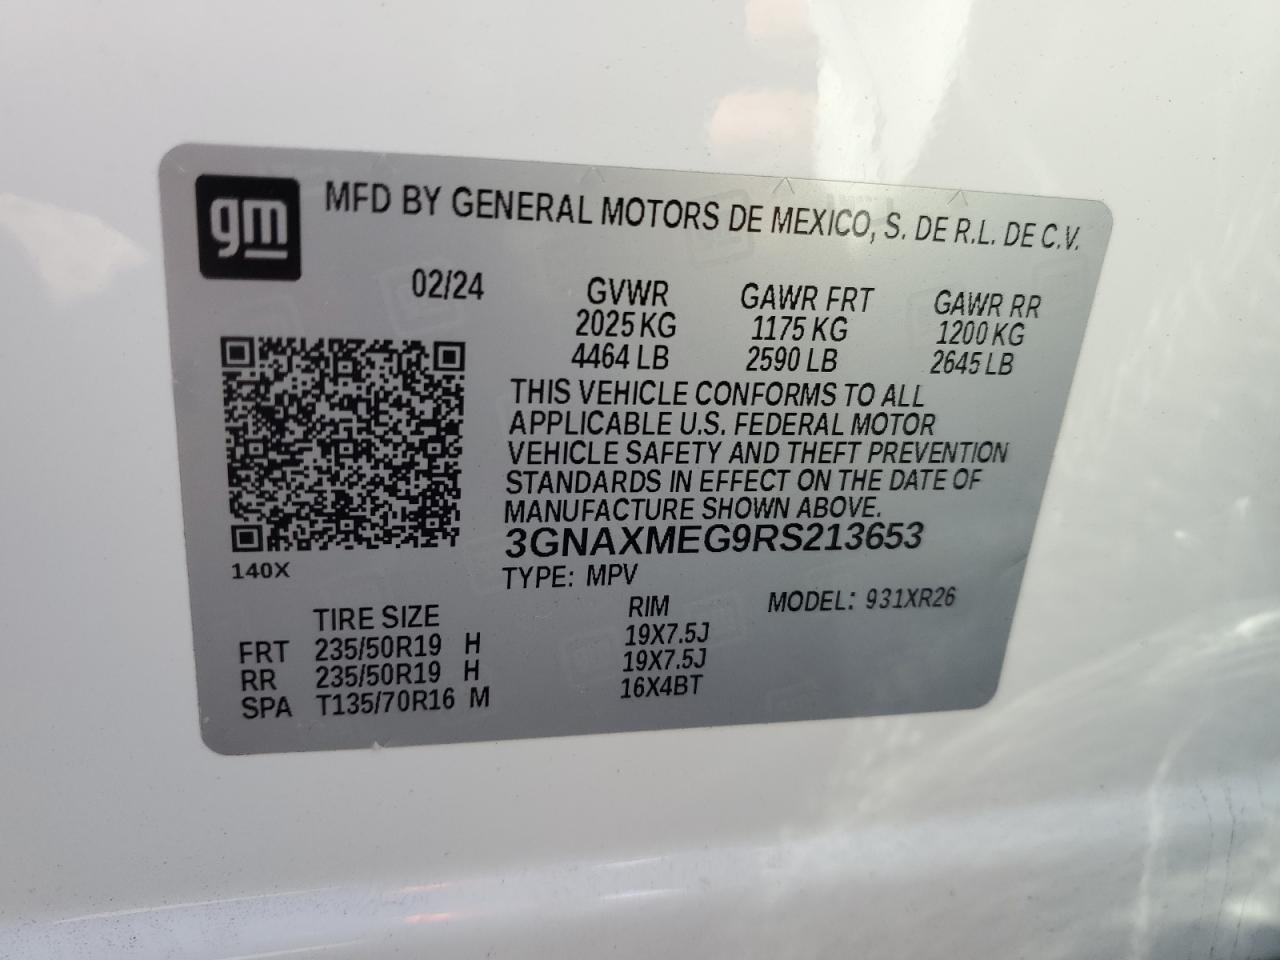 gm
MFD BY GENERAL MOTORS DE MEXICO, S. DE R.L. DE C.V.
02/24 GVWR GAWR FRT GAWR RR
2025 KG 1175 KG 1200 KG
4464 LB 2590 LB 2645 LB
THIS VEHICLE CONFORMS TO ALL
APPLICABLE U.S. FEDERAL MOTOR
VEHICLE SAFETY AND THEFT PREVENTION
STANDARDS IN EFFECT ON THE DATE OF
MANUFACTURE SHOWN ABOVE.
3GNAXMEG9RS213653
140X
TYPE: MPV MODEL: 931XR26
TIRE SIZE RIM
FRT 235/50R19 H 19X7.5J
RR 235/50R19 H 19X7.5J
SPA T135/70R16 M 16X4BT